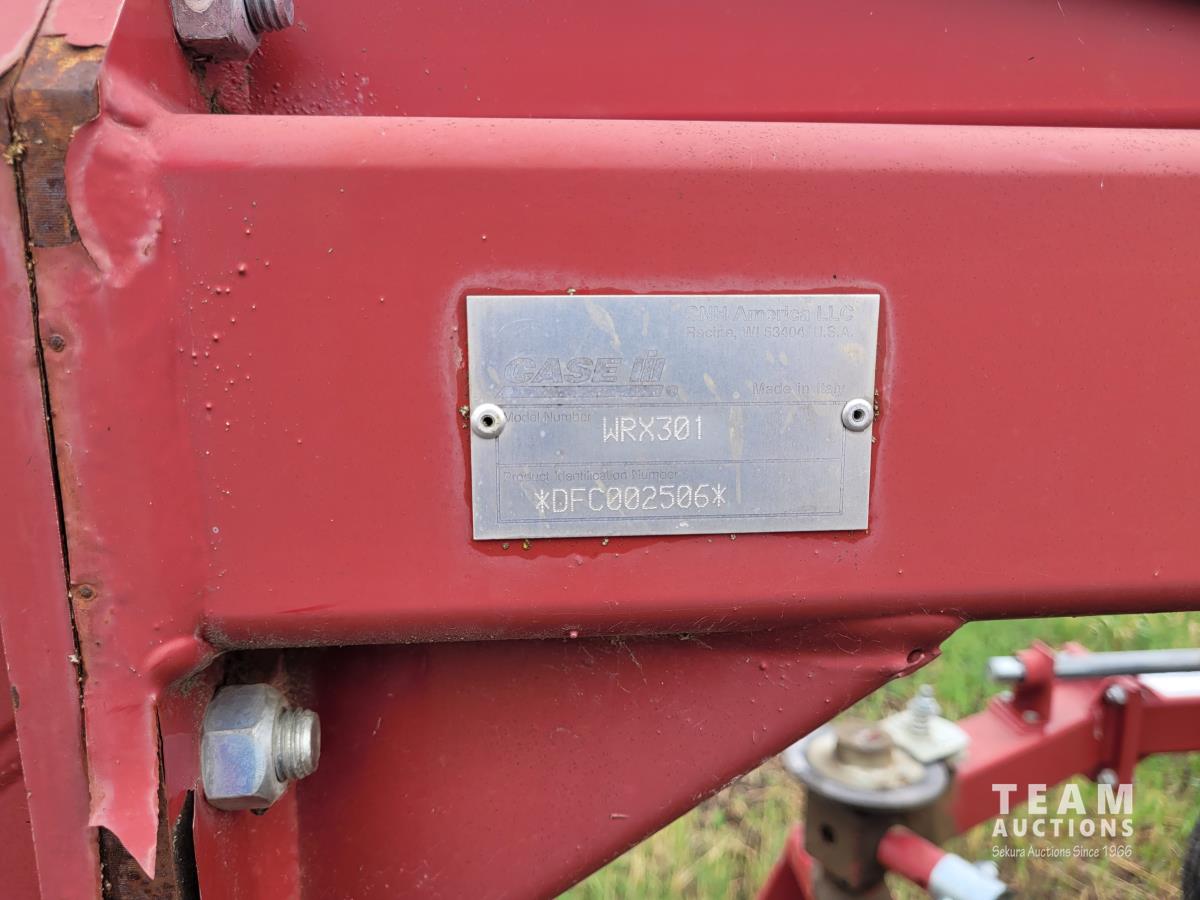 CNH America LLC
Racine, WI 53404 U.S.A.
CASE IH
®
Made in Italy
Model Number
WRX301
Product Identification Number
*DFC002506*
TEAM
AUCTIONS
Sekura Auctions Since 1966